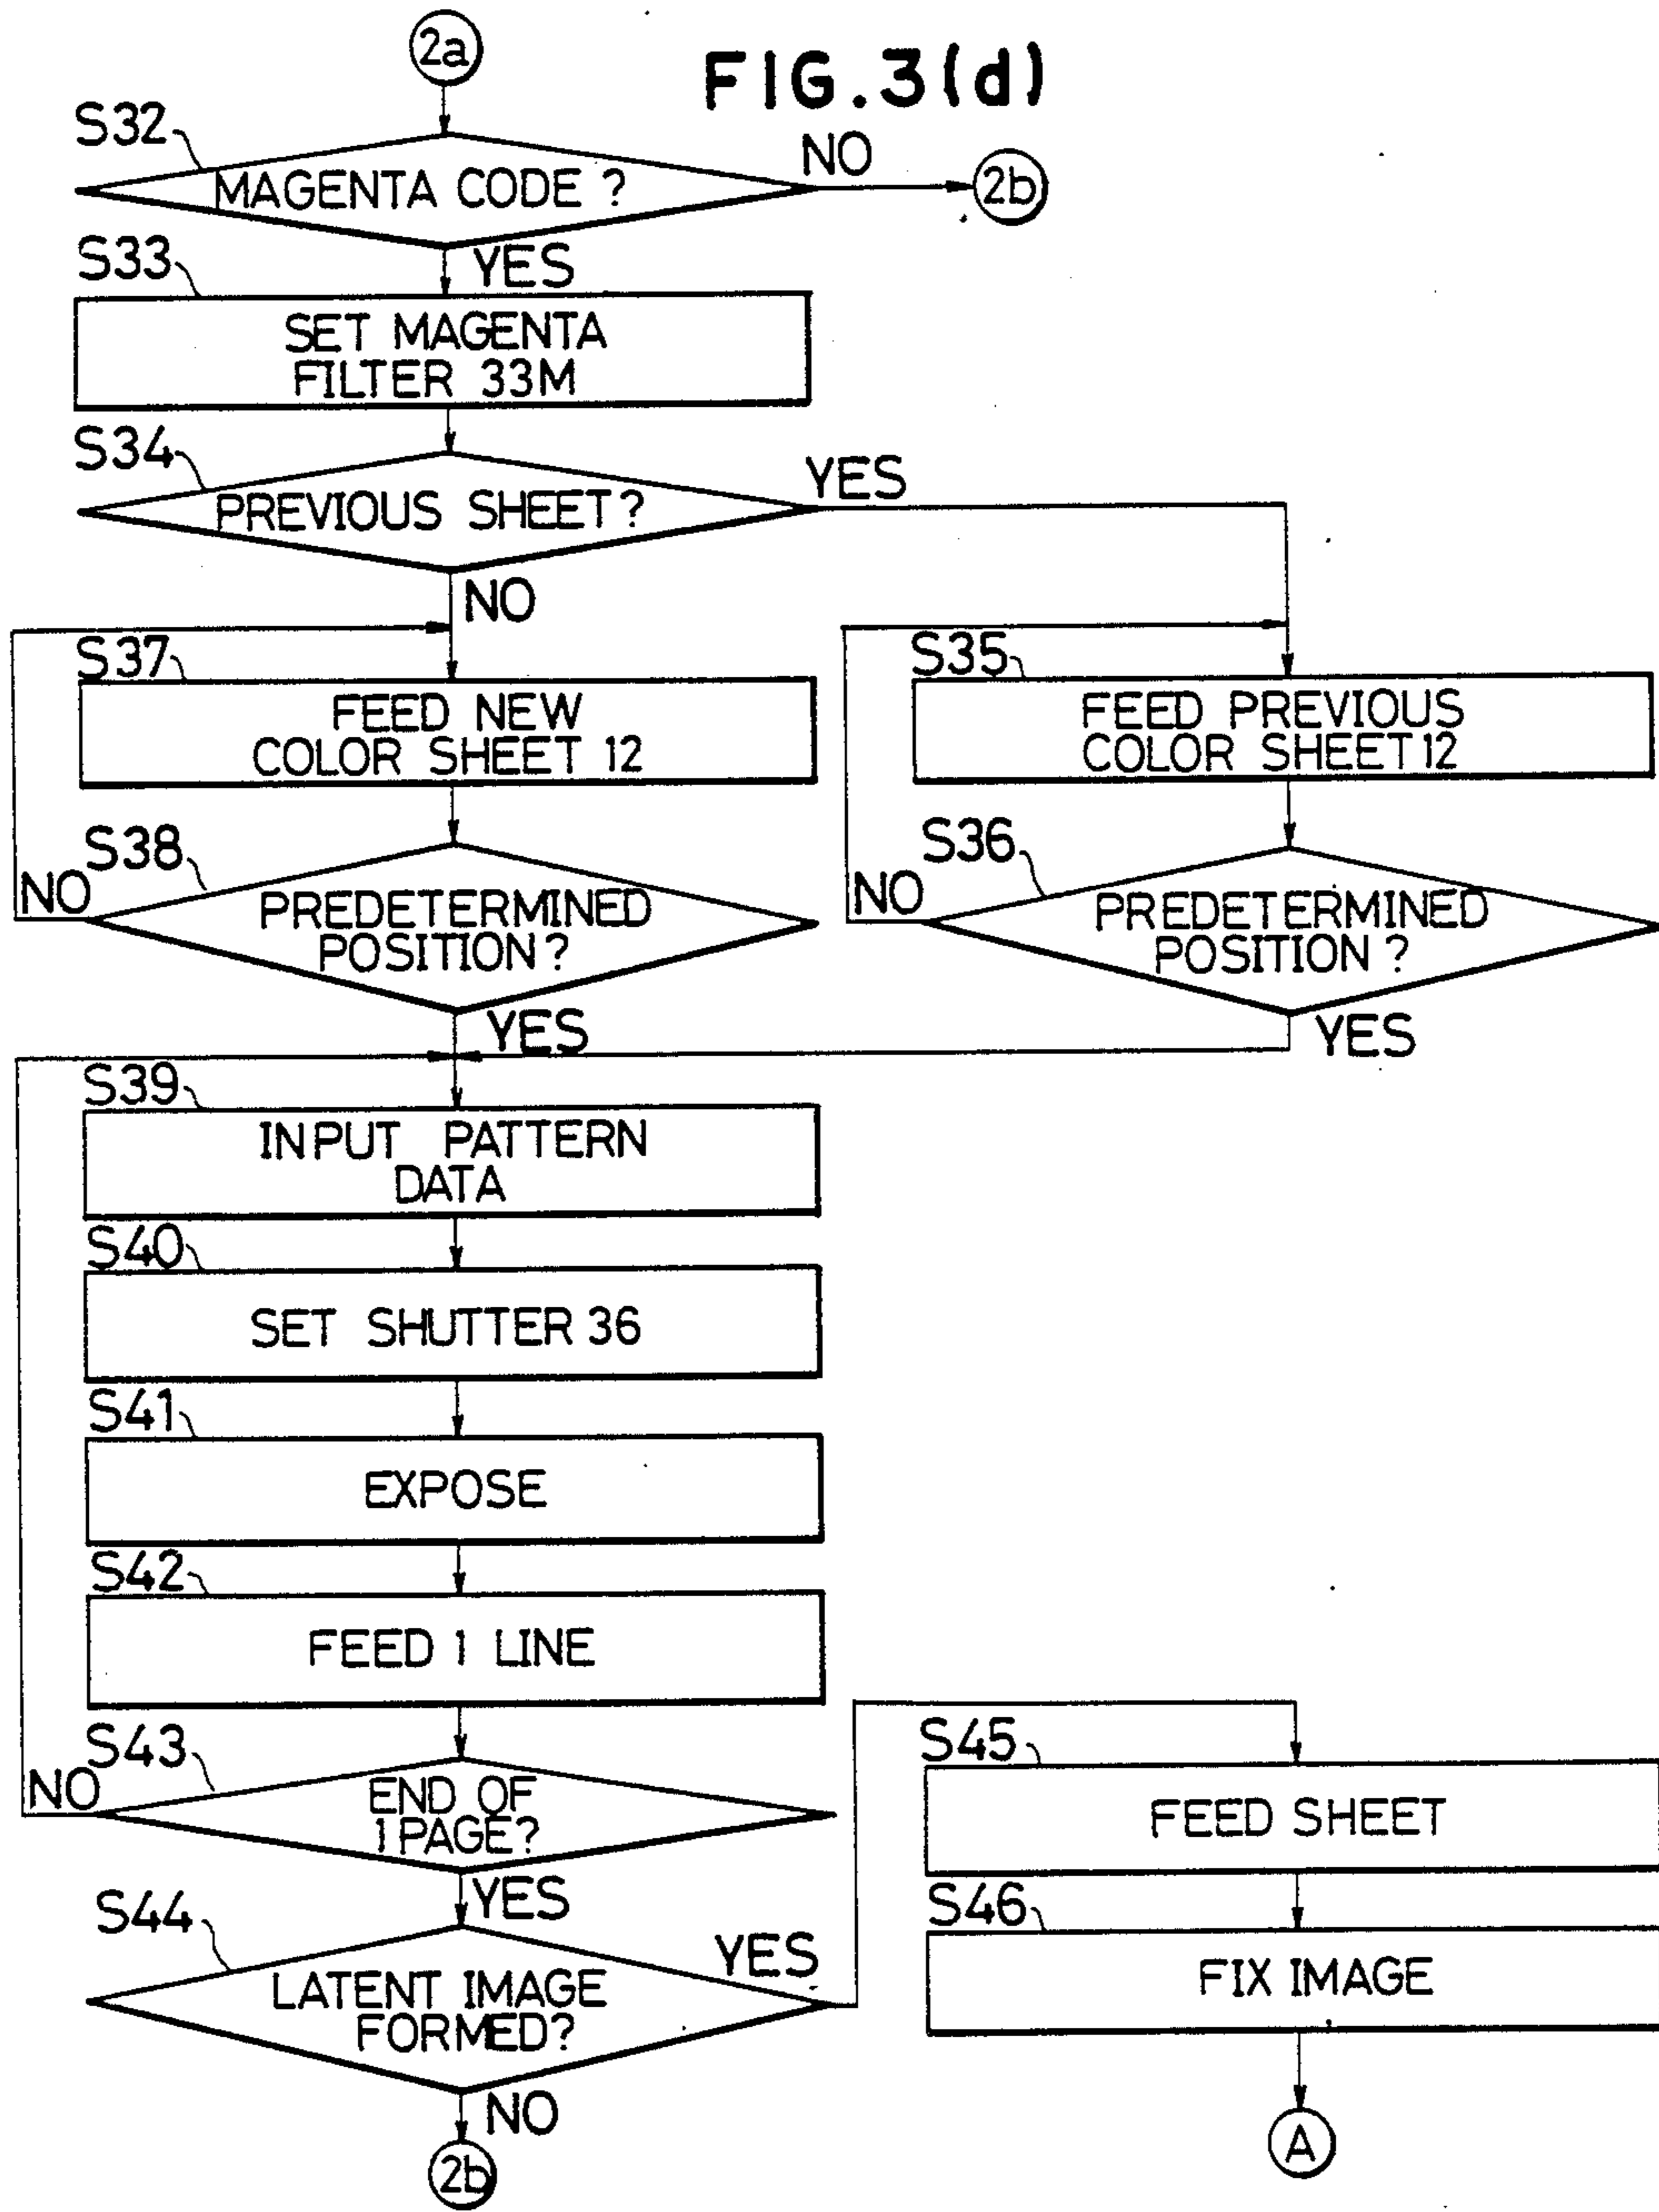 2a
FIG.3(d)
S32
MAGENTA CODE ?
NO
2b
YES
S33
SET MAGENTA
FILTER 33M
S34
PREVIOUS SHEET?
YES
NO
S37
FEED NEW
COLOR SHEET 12
S35
FEED PREVIOUS
COLOR SHEET 12
S38
NO
PREDETERMINED
POSITION?
YES
S36
NO
PREDETERMINED
POSITION?
YES
S39
INPUT PATTERN
DATA
S40
SET SHUTTER 36
S41
EXPOSE
S42
FEED 1 LINE
S43
NO
END OF
1 PAGE?
YES
S44
LATENT IMAGE
FORMED?
YES
NO
2b
S45
FEED SHEET
S46
FIX IMAGE
A